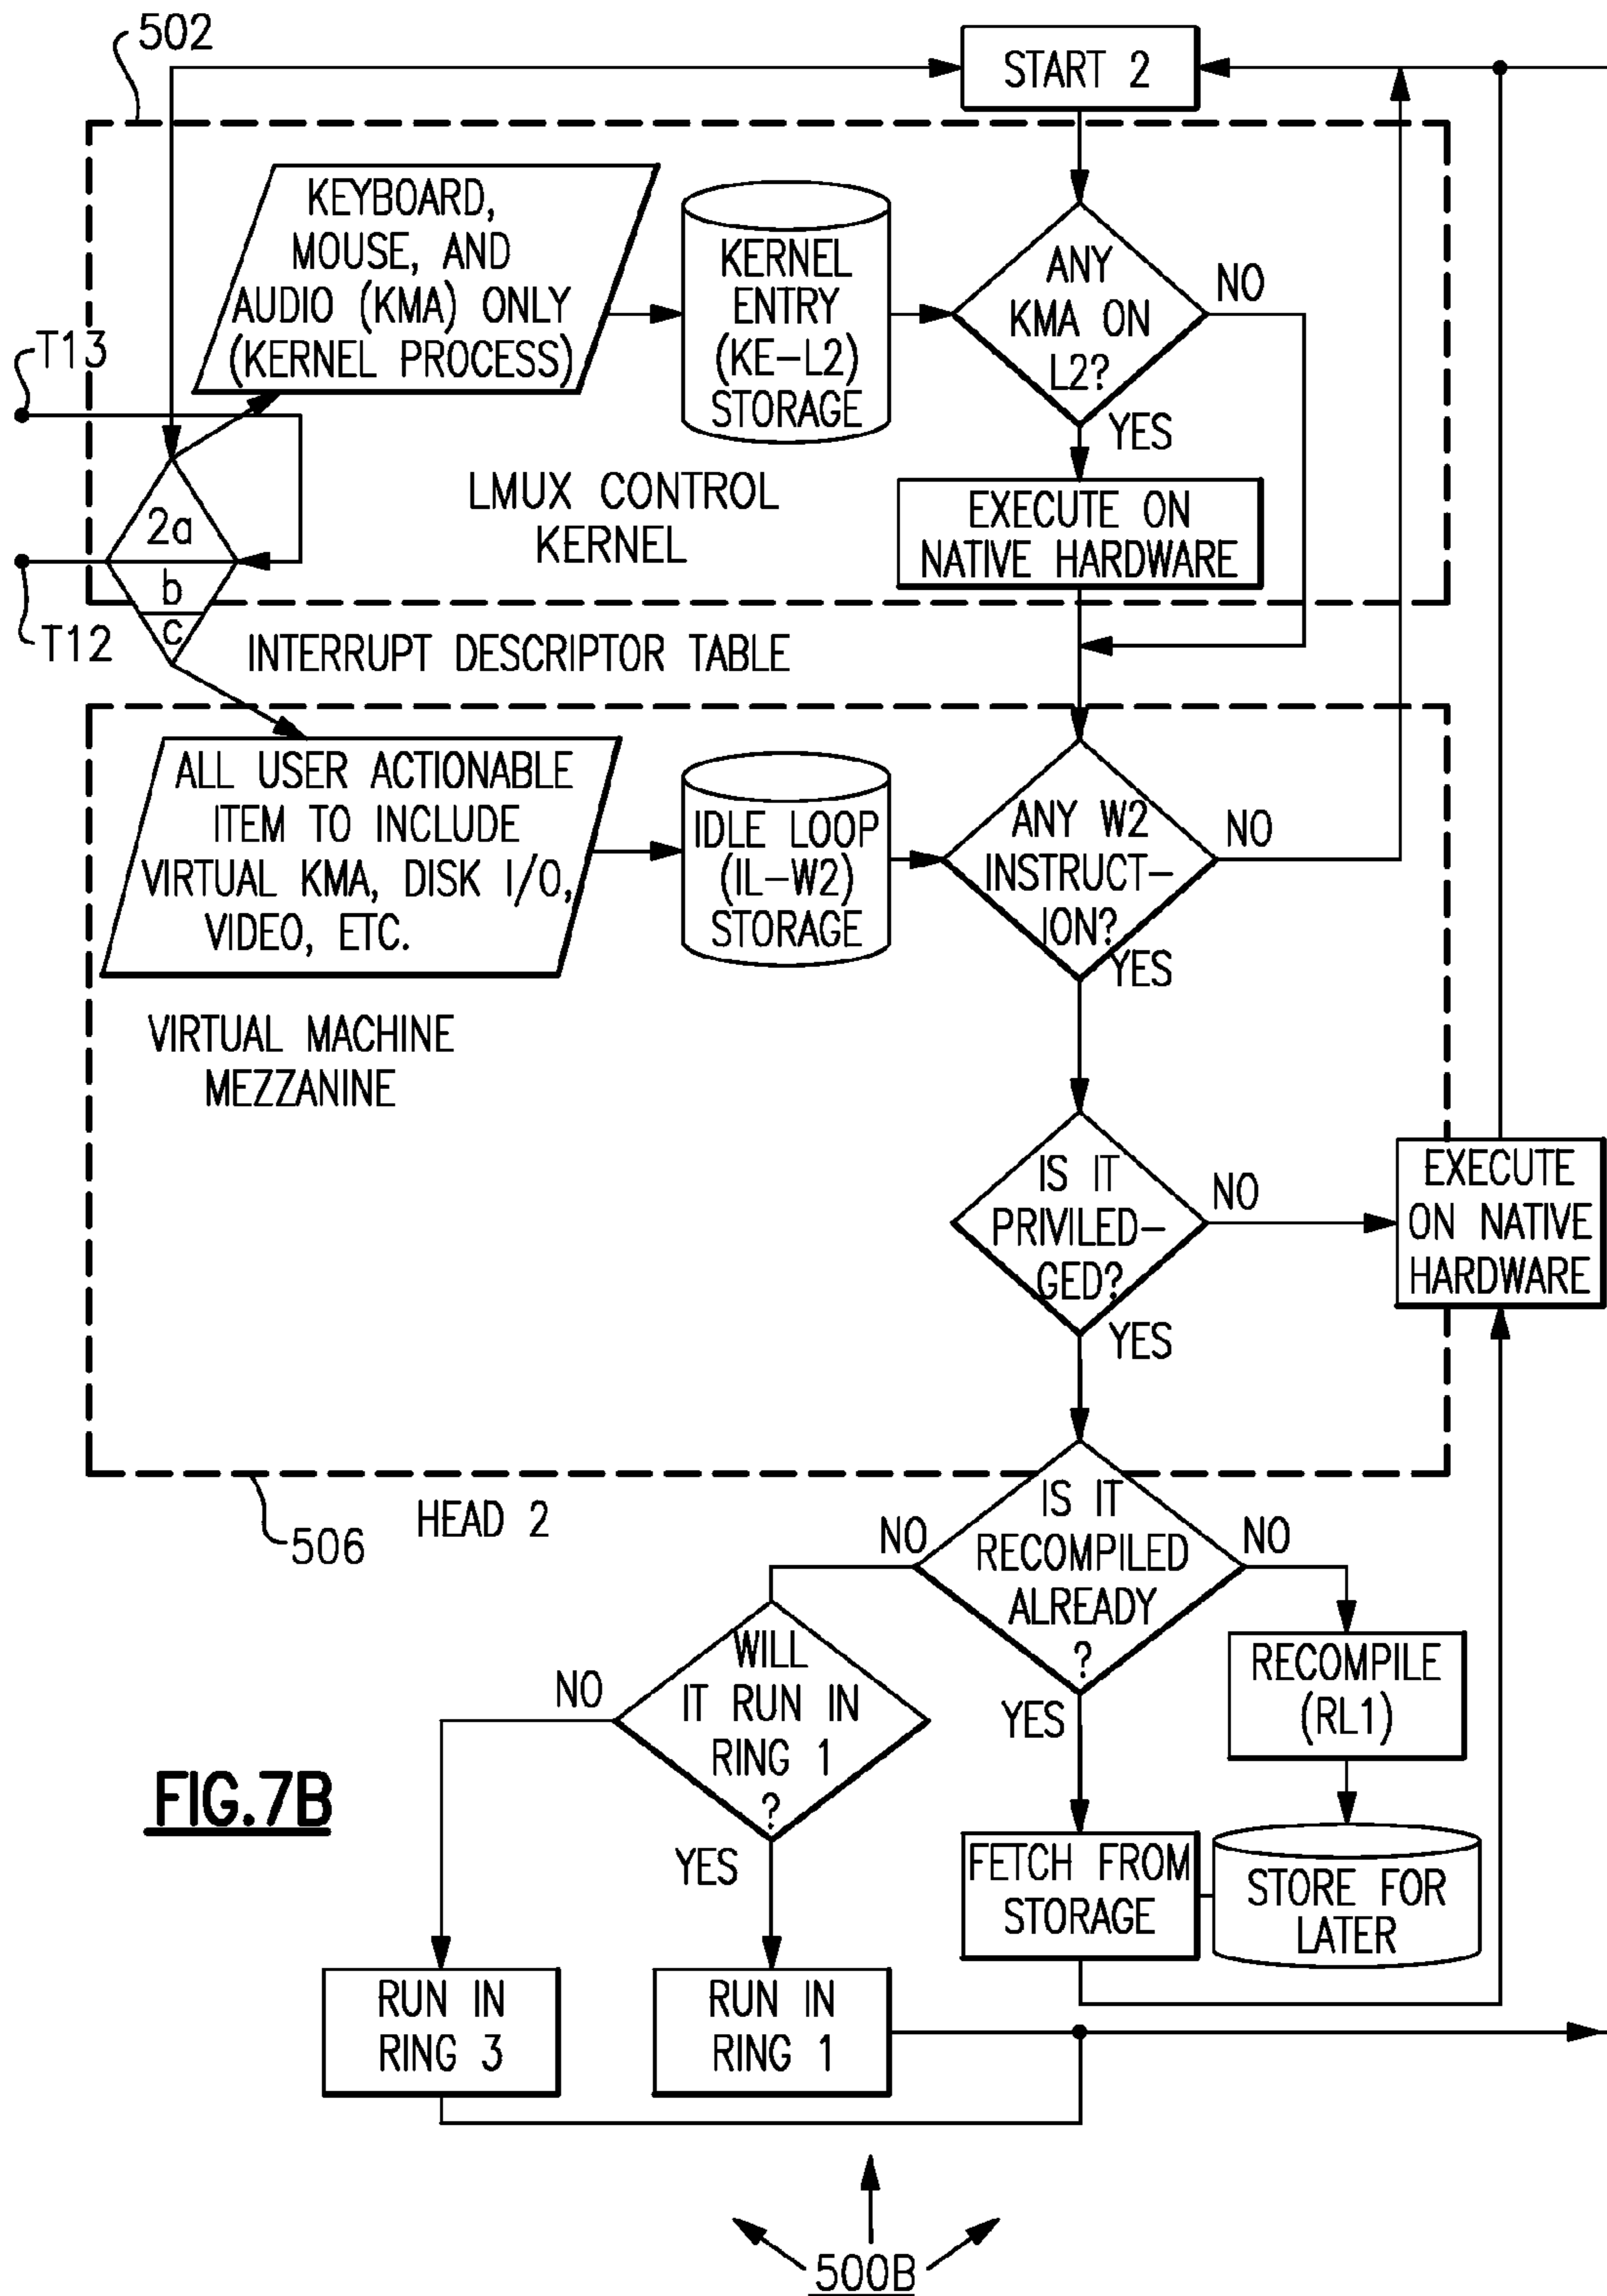 502
START 2
KEYBOARD,
MOUSE, AND
AUDIO (KMA) ONLY
(KERNEL PROCESS)
KERNEL
ENTRY
(KE-L2)
STORAGE
ANY
KMA ON
L2?
NO
YES
T13
2a
b
c
T12
LMUX CONTROL
KERNEL
EXECUTE ON
NATIVE HARDWARE
INTERRUPT DESCRIPTOR TABLE
ALL USER ACTIONABLE
ITEM TO INCLUDE
VIRTUAL KMA, DISK I/O,
VIDEO, ETC.
IDLE LOOP
(IL-W2)
STORAGE
ANY W2
INSTRUCT-
ION?
NO
YES
VIRTUAL MACHINE
MEZZANINE
IS IT
PRIVILED-
GED?
NO
YES
EXECUTE
ON NATIVE
HARDWARE
506
HEAD 2
IS IT
RECOMPILED
ALREADY
?
NO
NO
YES
WILL
IT RUN IN
RING 1
?
NO
YES
RECOMPILE
(RL1)
FIG.7B
FETCH FROM
STORAGE
STORE FOR
LATER
RUN IN
RING 3
RUN IN
RING 1
500B